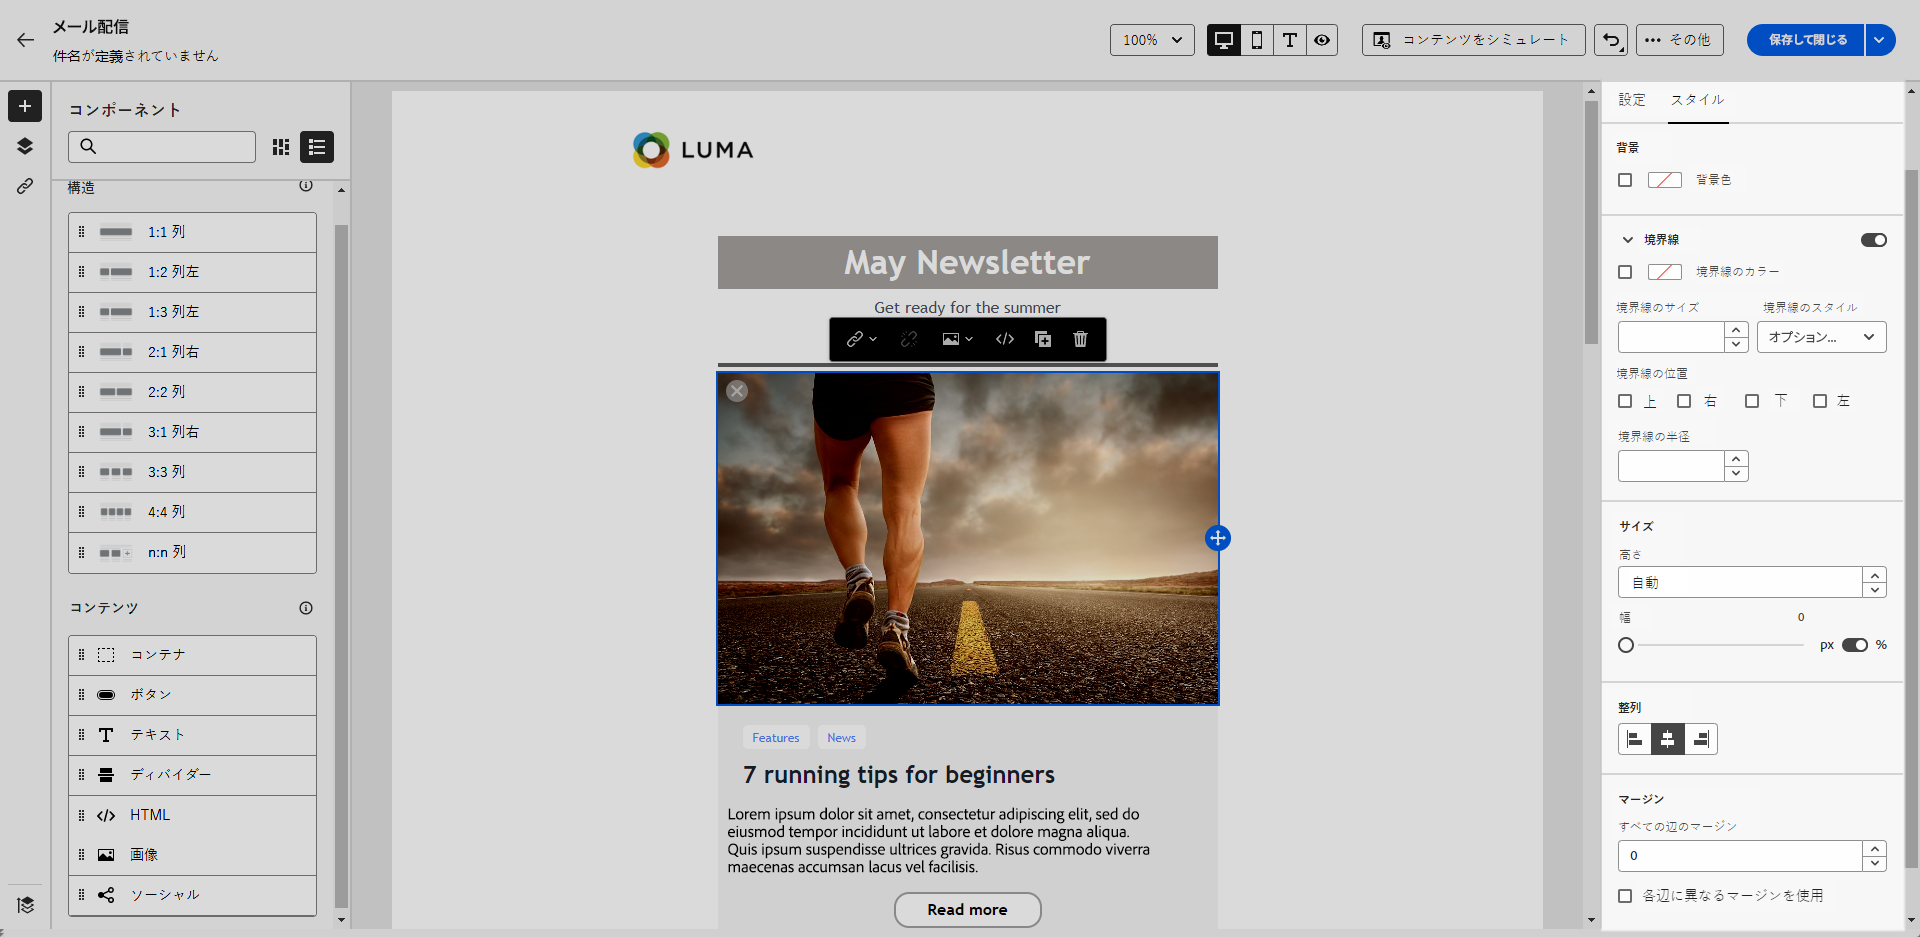 メール配信
件名が定義されていません
100%
コンテンツをシミュレート
その他
保存して閉じる
コンポーネント
構造
1:1 列
1:2 列左
1:3 列左
2:1 列右
2:2 列
3:1 列右
3:3 列
4:4 列
n:n 列
コンテンツ
コンテナ
ボタン
テキスト
ディバイダー
HTML
画像
ソーシャル
LUMA
May Newsletter
Get ready for the summer
Features News
7 running tips for beginners
Lorem ipsum dolor sit amet, consectetur adipiscing elit, sed do
eiusmod tempor incididunt ut labore et dolore magna aliqua.
Quis ipsum suspendisse ultrices gravida. Risus commodo viverra
maecenas accumsan lacus vel facilisis.
Read more
設定 スタイル
背景
背景色
境界線
境界線のカラー
境界線のサイズ 境界線のスタイル
オプション...
境界線の位置
上 右 下 左
境界線の半径
サイズ
高さ
自動
幅 0
px %
整列
マージン
すべての辺のマージン
0
各辺に異なるマージンを使用